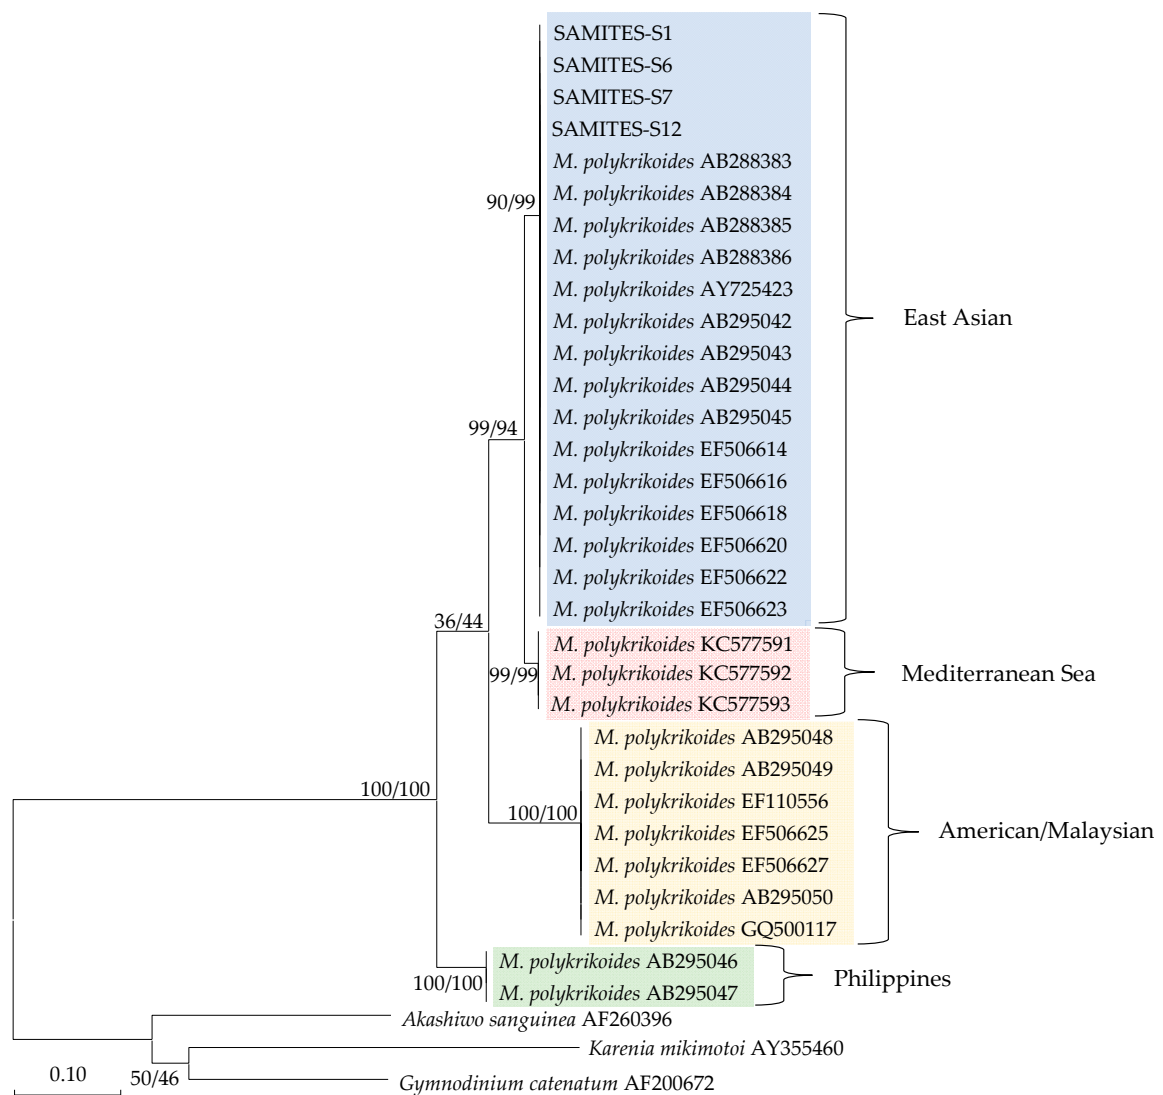 SAMITES-S1
SAMITES-S6
SAMITES-S7
SAMITES-S12
M. polykrikoides AB288383
90/99
M. polykrikoides AB288384
M. polykrikoides AB288385
M. polykrikoides AB288386
M. polykrikoides AY725423
East Asian
M. polykrikoides AB295042
M. polykrikoides AB295043
M. polykrikoides AB295044
M. polykrikoides AB295045
99/94
M. polykrikoides EF506614
M. polykrikoides EF506616
M. polykrikoides EF506618
M. polykrikoides EF506620
M. polykrikoides EF506622
M. polykrikoides EF506623
36/44
M. polykrikoides KC577591
99/99
M. polykrikoides KC577592
Mediterranean Sea
M. polykrikoides KC577593
M. polykrikoides AB295048
M. polykrikoides AB295049
100/100
M. polykrikoides EF110556
100/100
M. polykrikoides EF506625
American/Malaysian
M. polykrikoides EF506627
M. polykrikoides AB295050
M. polykrikoides GQ500117
M. polykrikoides AB295046
Philippines
100/100
M. polykrikoides AB295047
Akashiwo sanguinea AF260396
Karenia mikimotoi AY355460
0.10
50/46
Gymnodinium catenatum AF200672